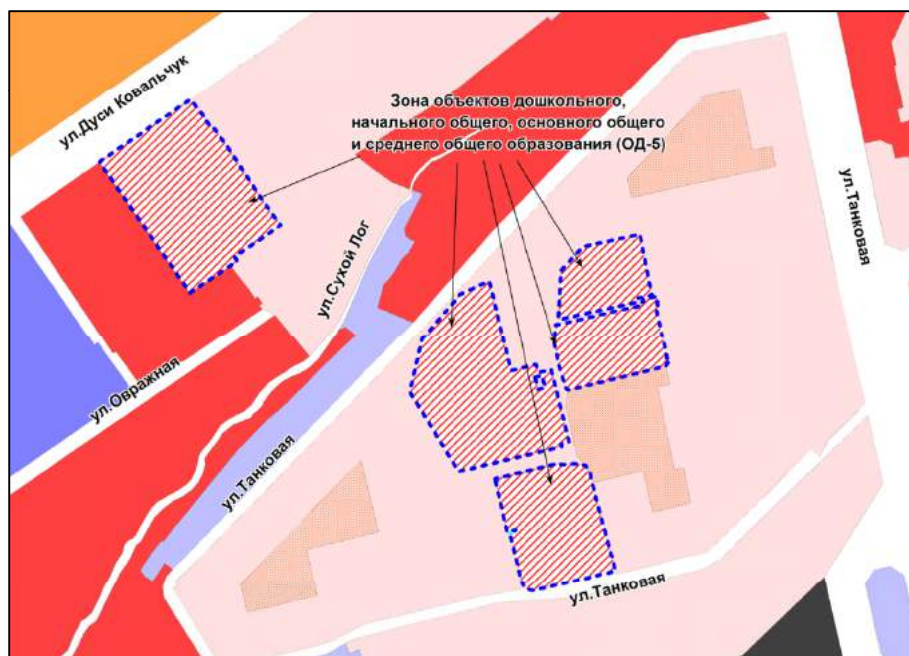 ул.Дуси Ковальчук
Зона объектов дошкольного,
начального общего, основного общего
и среднего общего образования (ОД-5)
ул.Танковая
ул.Сухой Лог
ул.Овражная
ул.Танковая
ул.Танковая